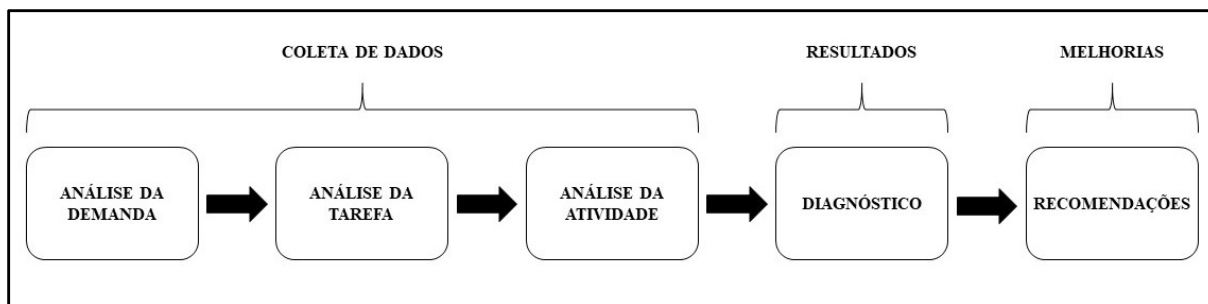 COLETA DE DADOS
RESULTADOS
MELHORIAS
ANÁLISE DA
DEMANDA
ANÁLISE DA
TAREFA
ANÁLISE DA
ATIVIDADE
DIAGNÓSTICO
RECOMENDAÇÕES